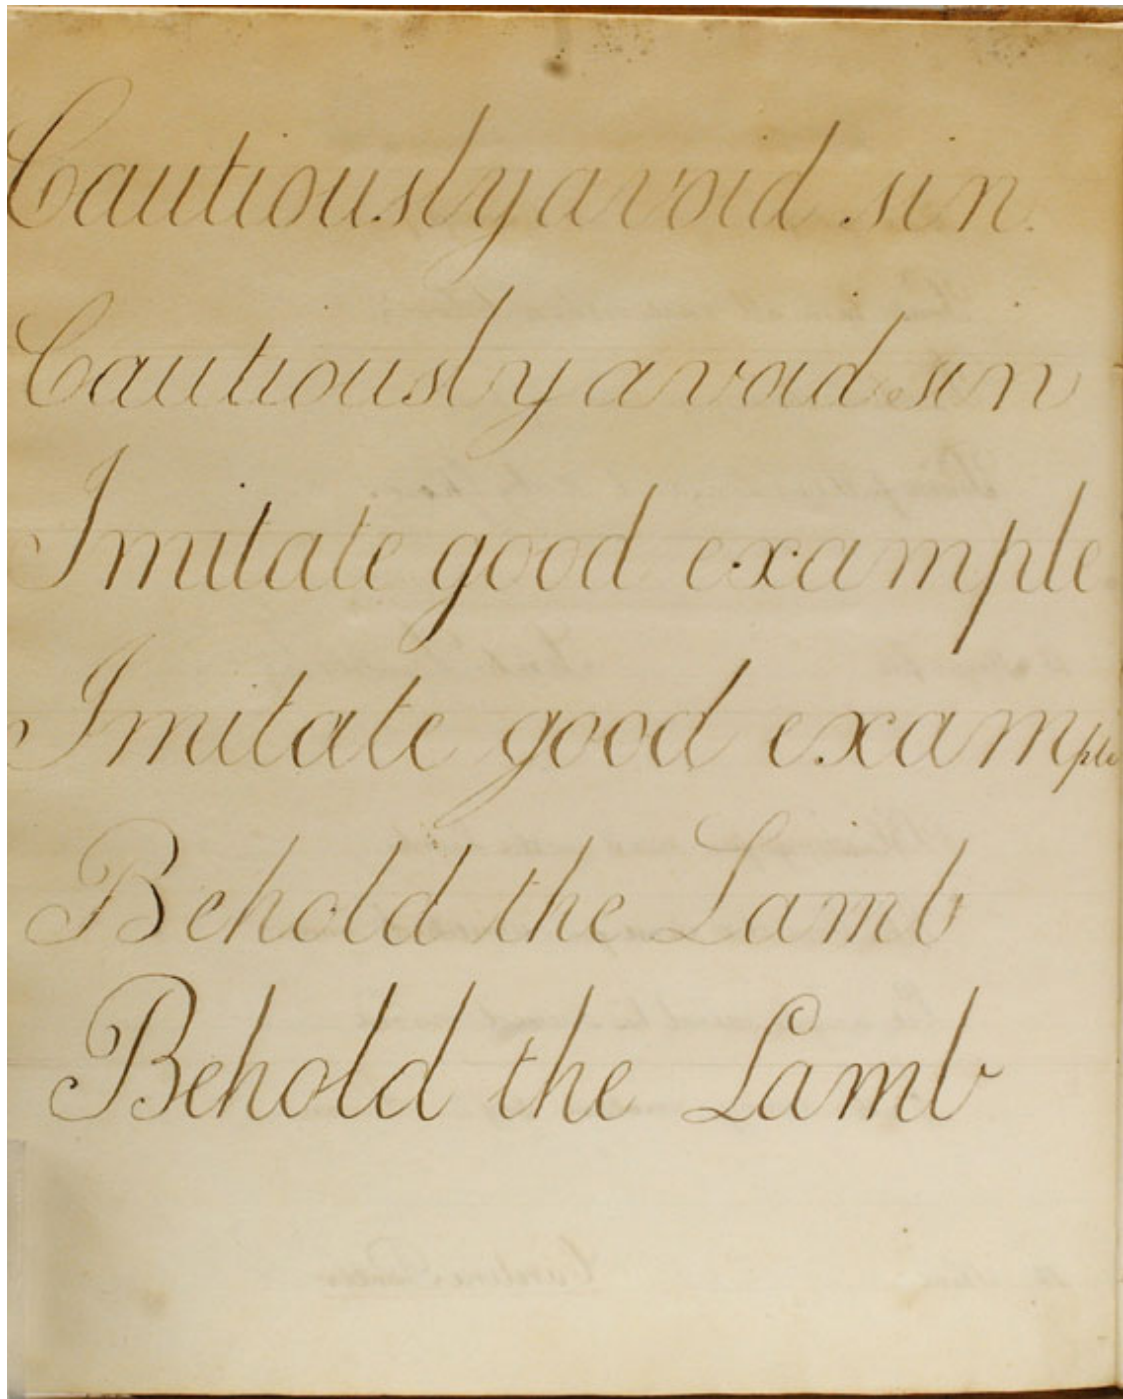 Cautiously avoid sin.
Cautiously avoid sin
Imitate good example
Imitate good example
Behold the Lamb
Behold the Lamb